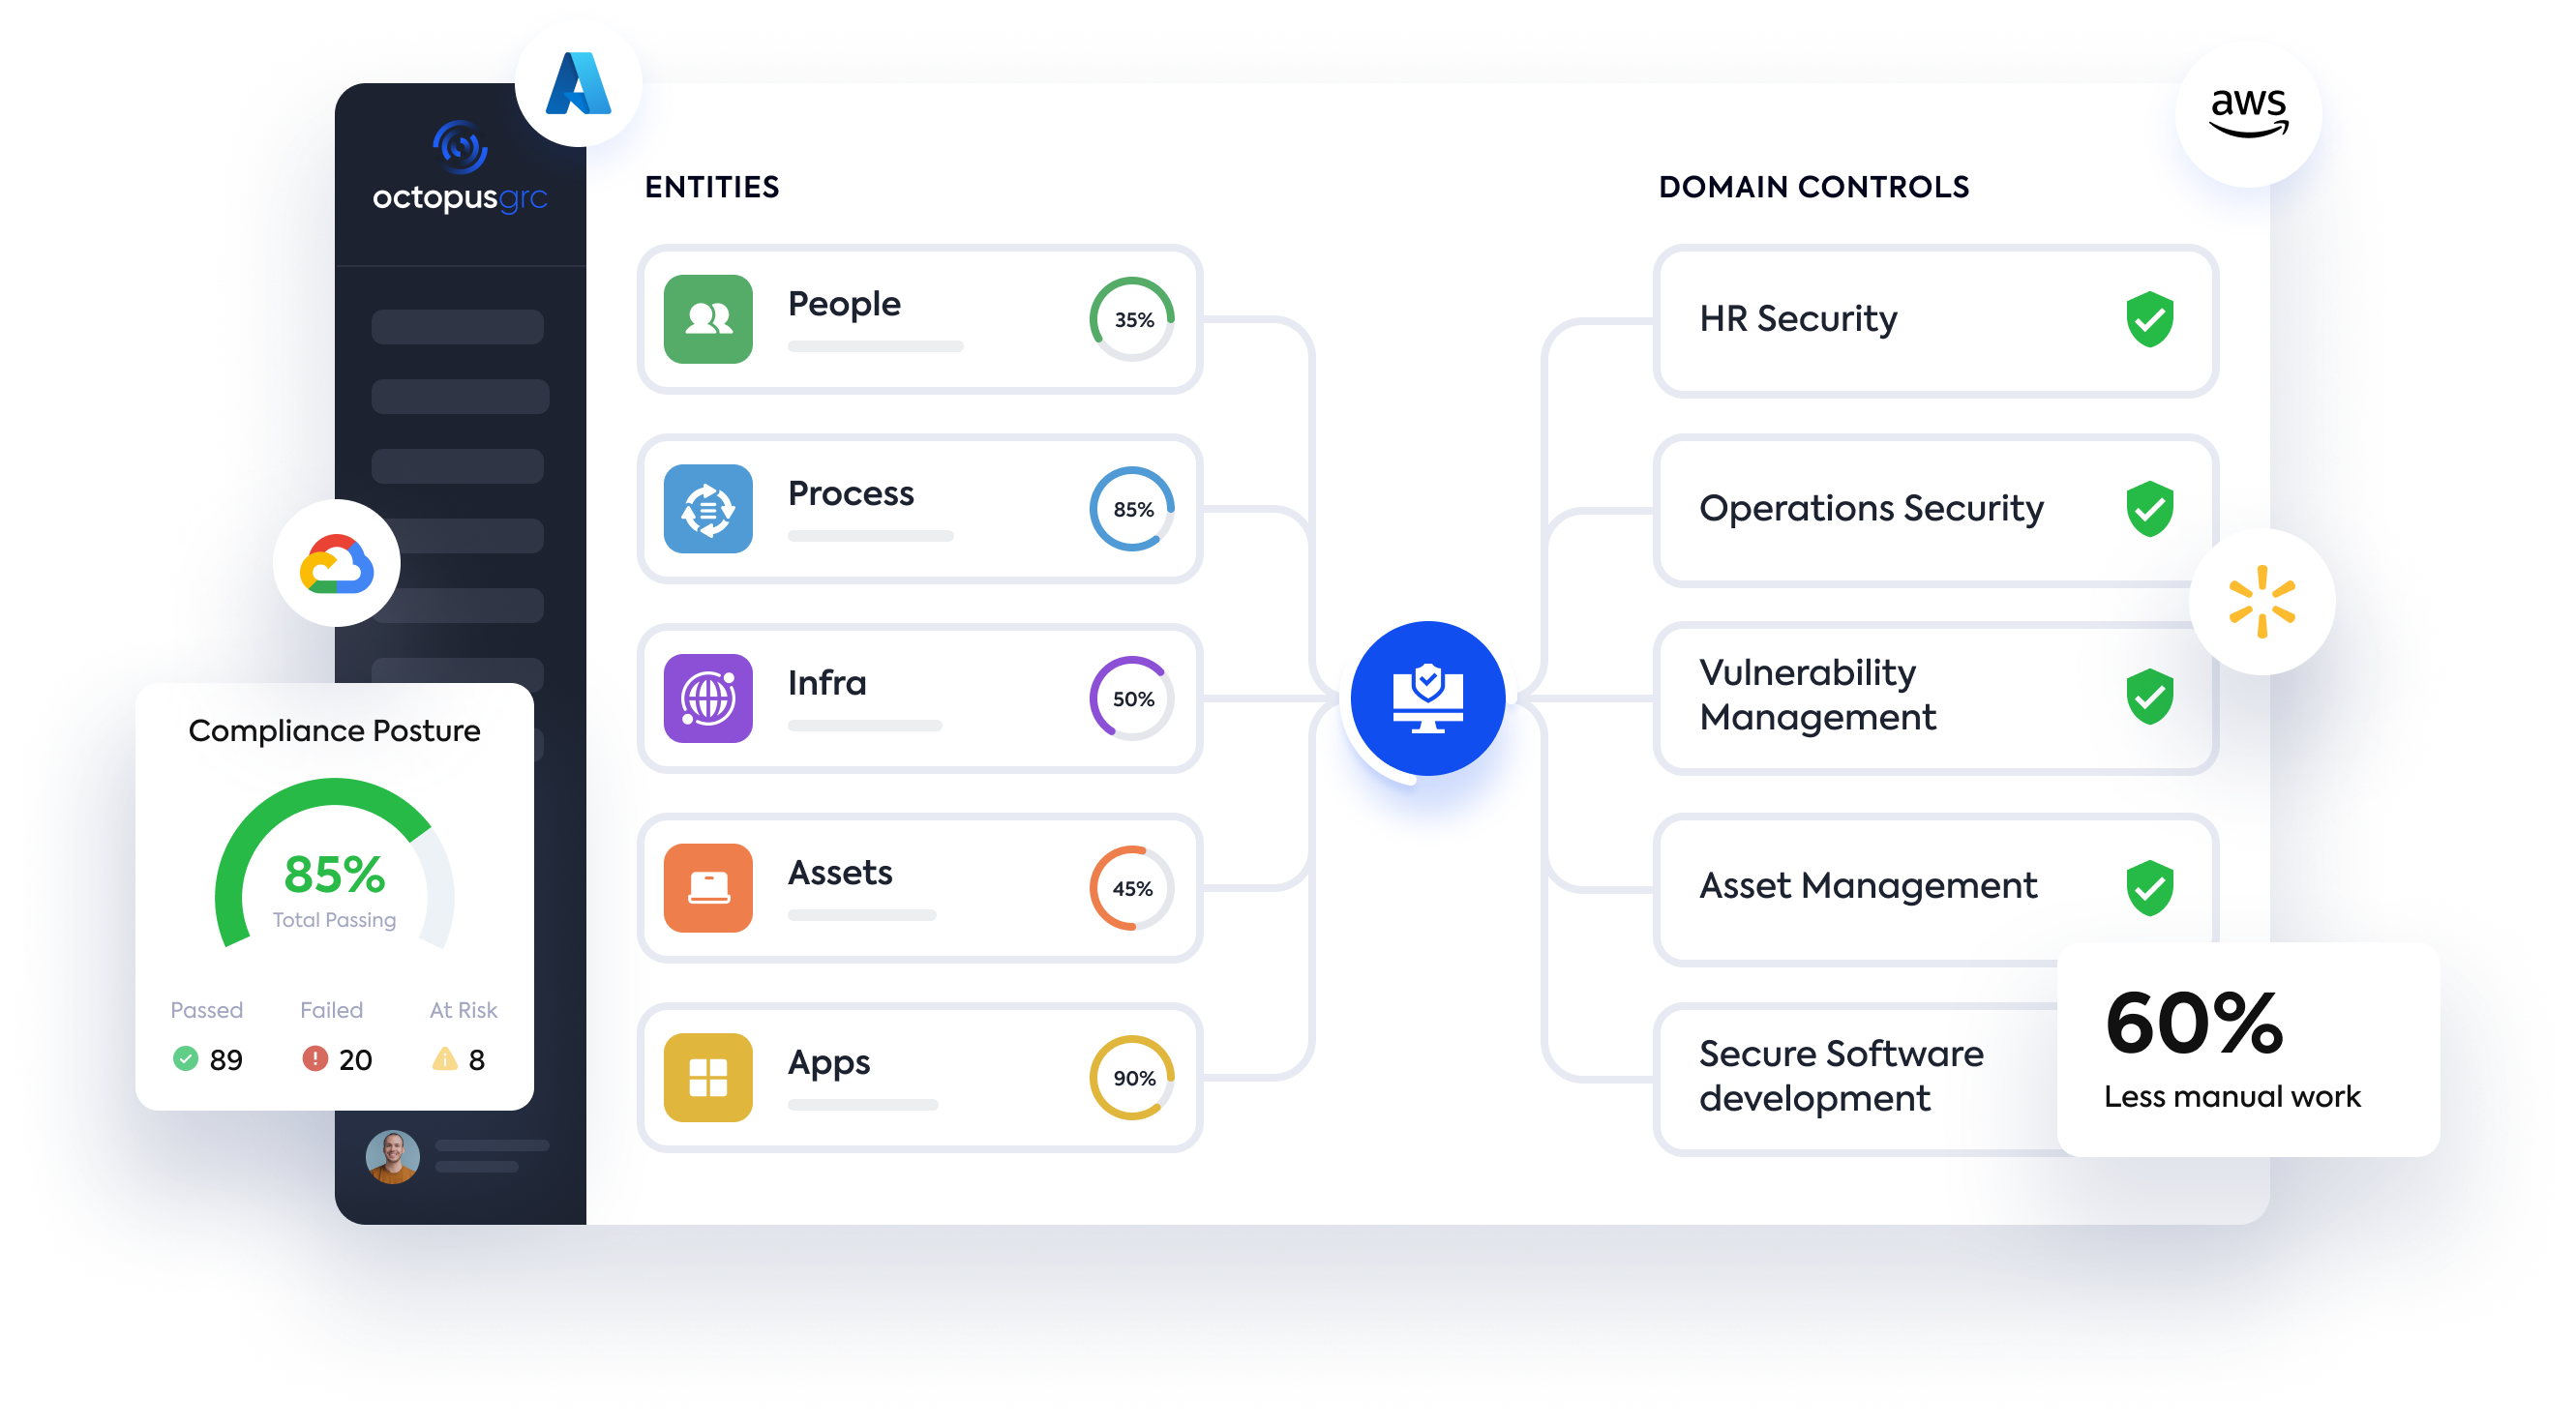 aws
octopusgrc
ENTITIES
People
35%
Process
85%
Infra
50%
Assets
45%
Apps
90%
DOMAIN CONTROLS
HR Security
Operations Security
Vulnerability
Management
Asset Management
Secure Software
development
Compliance Posture
85%
Total Passing
Passed Failed At Risk
89 20 8
60%
Less manual work